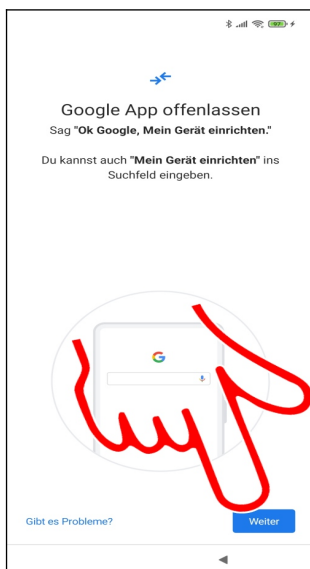 97
Google App offenlassen
Sag "Ok Google, Mein Gerät einrichten."
Du kannst auch "Mein Gerät einrichten" ins
Suchfeld eingeben.
G
Gibt es Probleme?
Weiter